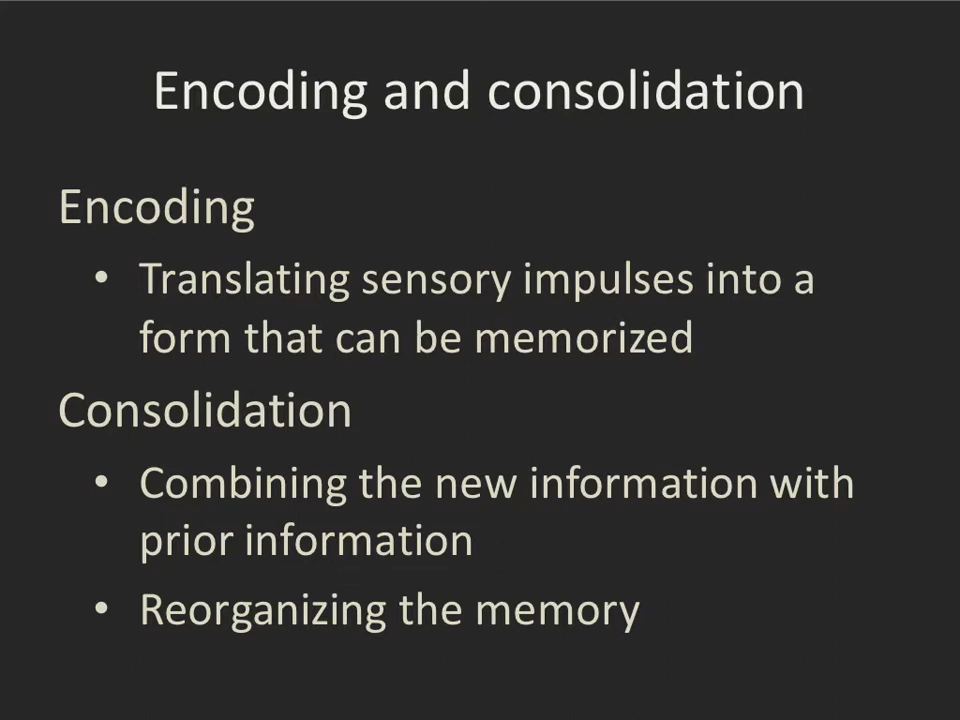 Encoding and consolidation
Encoding
• Translating sensory impulses into a
form that can be memorized
Consolidation
• Combining the new information with
prior information
• Reorganizing the memory